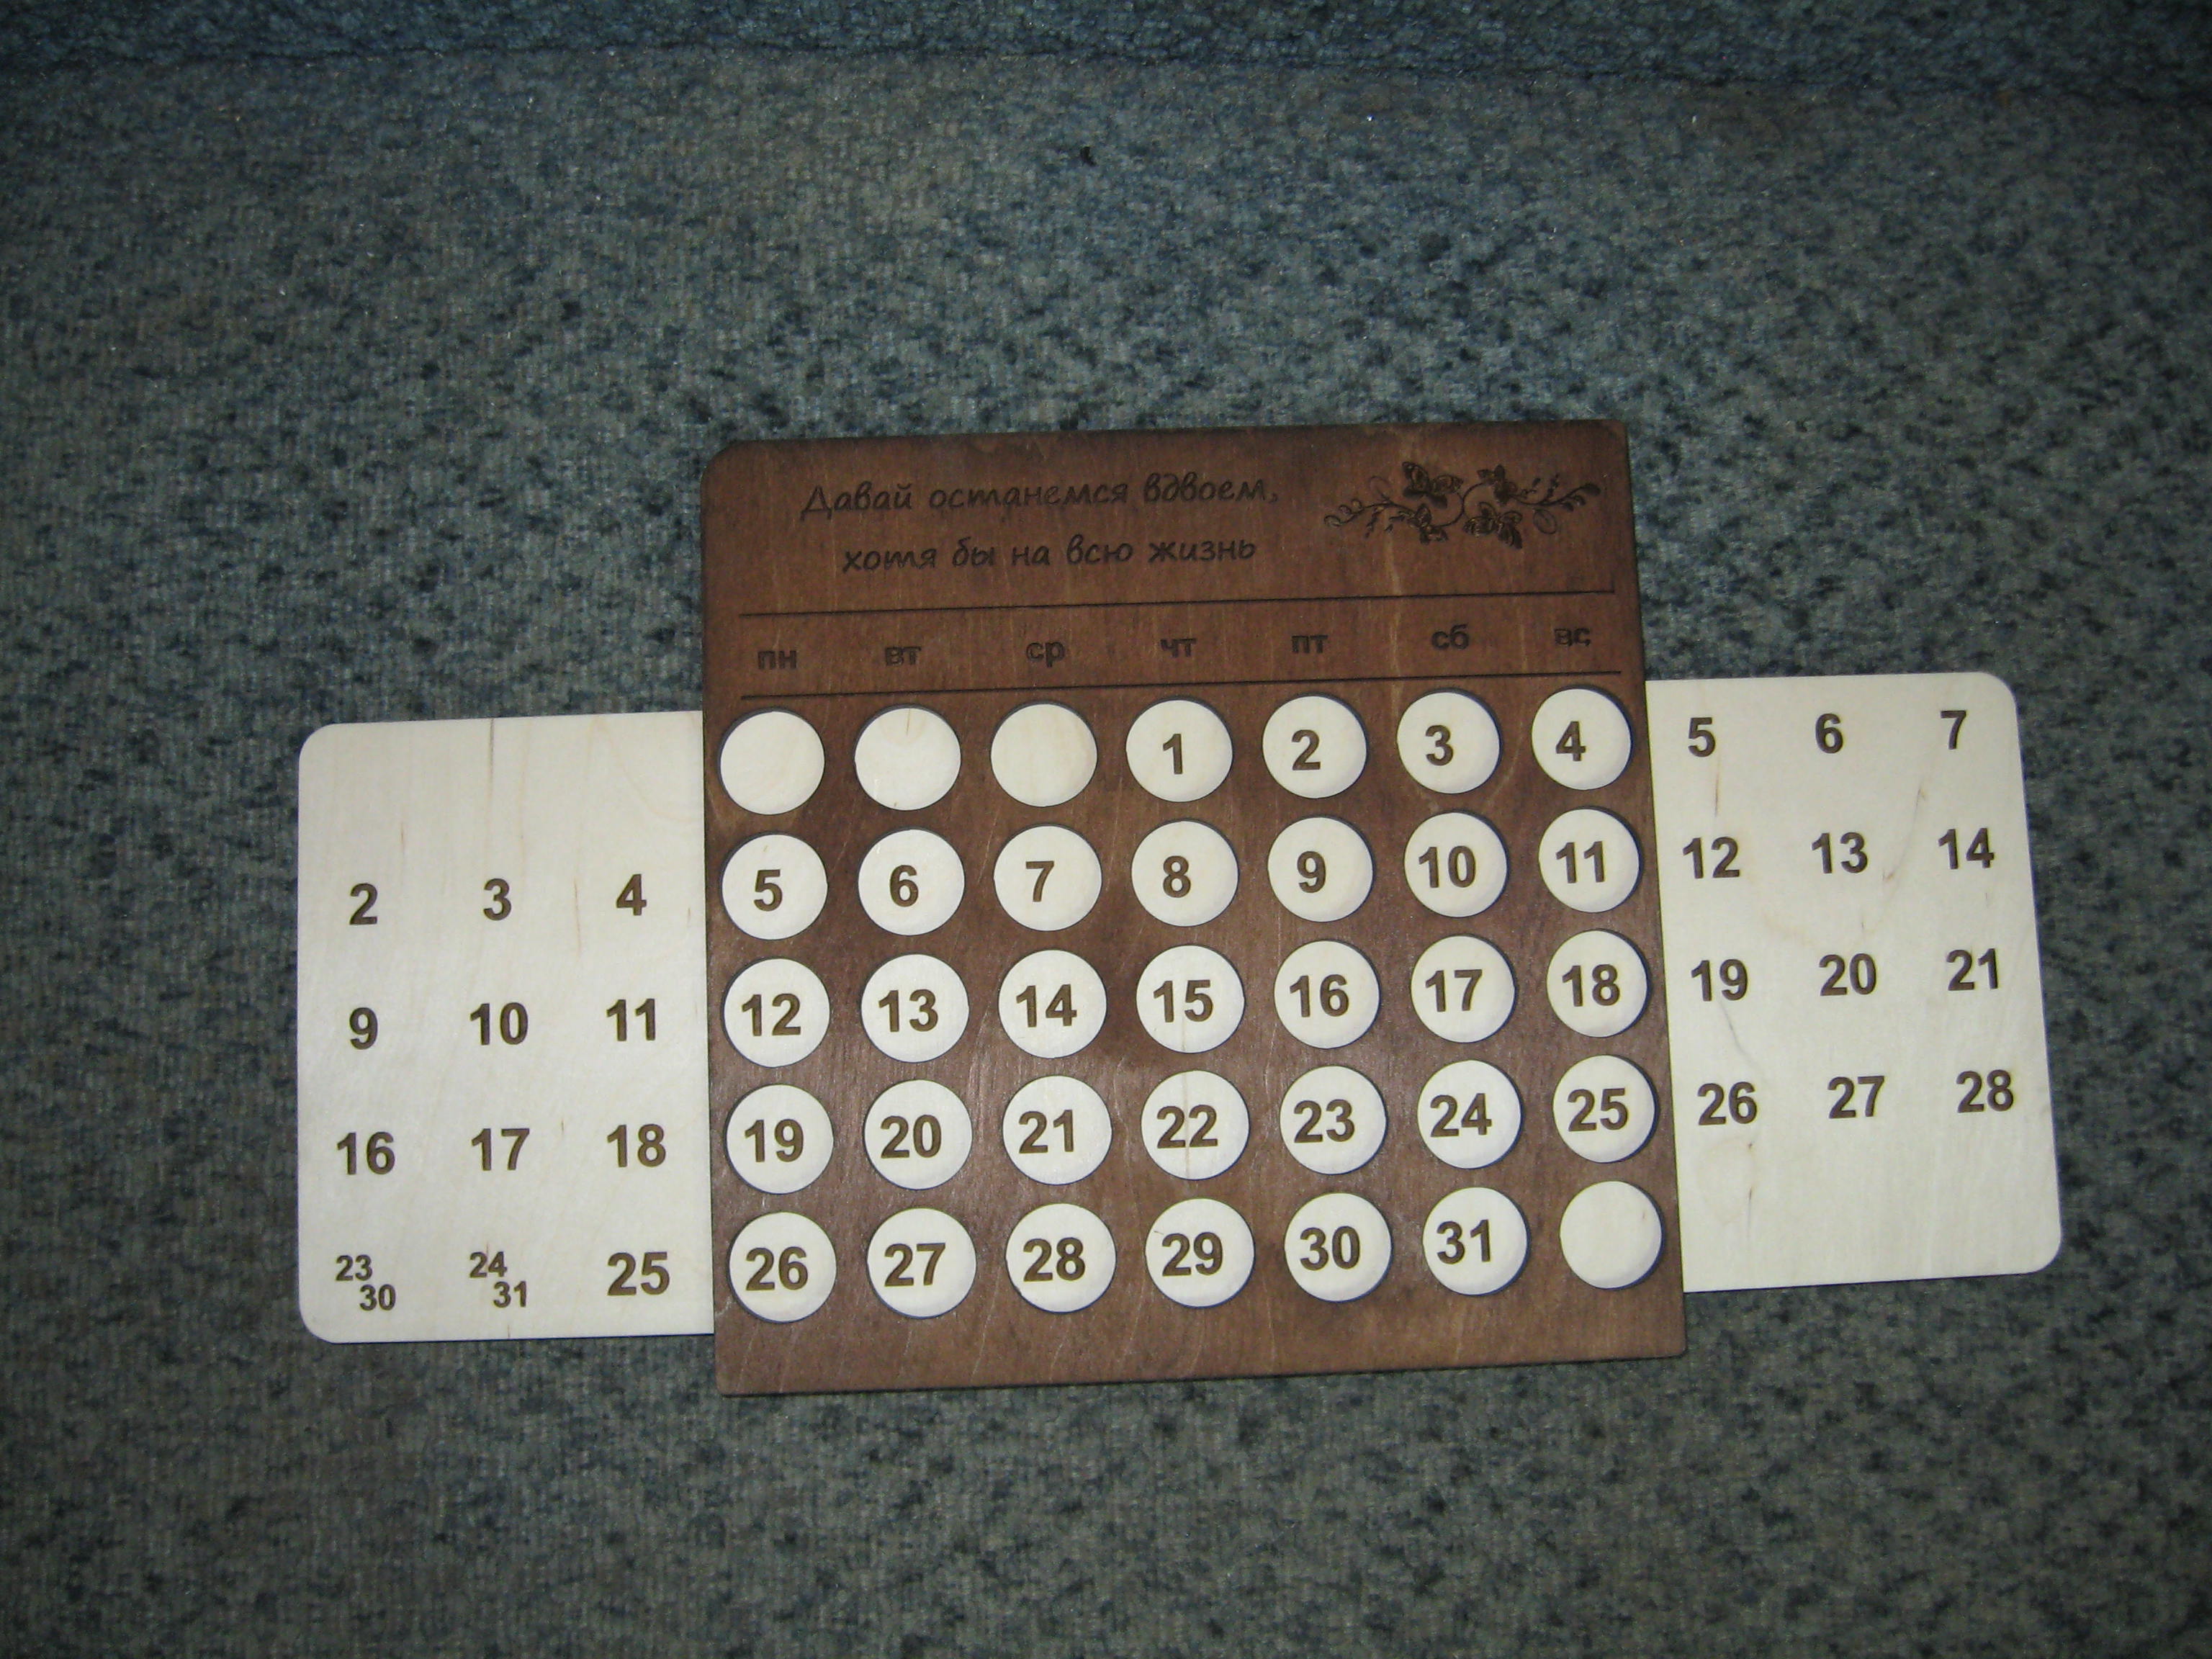 Давай останемся вдвоем,
хотя бы на всю жизнь
пн вт ср чт пт сб вс
1 2 3 4 5 6 7
2 3 4 5 6 7 8 9 10 11 12 13 14
9 10 11 12 13 14 15 16 17 18 19 20 21
16 17 18 19 20 21 22 23 24 25 26 27 28
23 24
30 31 25 26 27 28 29 30 31